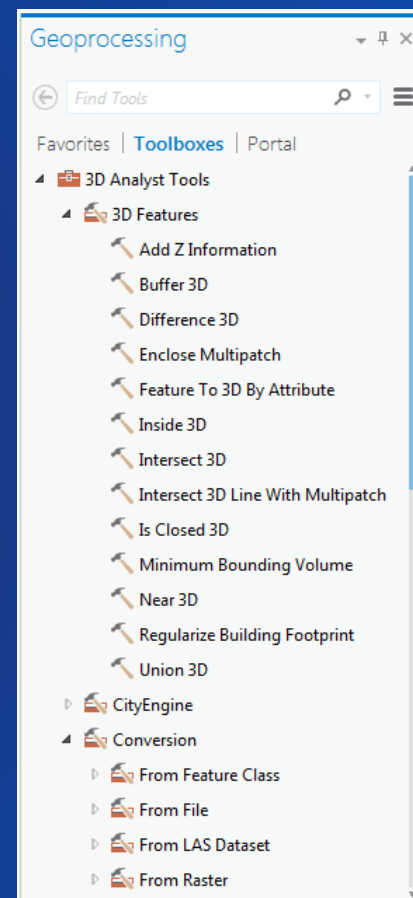 Geoprocessing
Find Tools
Favorites | Toolboxes | Portal
3D Analyst Tools
3D Features
Add Z Information
Buffer 3D
Difference 3D
Enclose Multipatch
Feature To 3D By Attribute
Inside 3D
Intersect 3D
Intersect 3D Line With Multipatch
Is Closed 3D
Minimum Bounding Volume
Near 3D
Regularize Building Footprint
Union 3D
CityEngine
Conversion
From Feature Class
From File
From LAS Dataset
From Raster